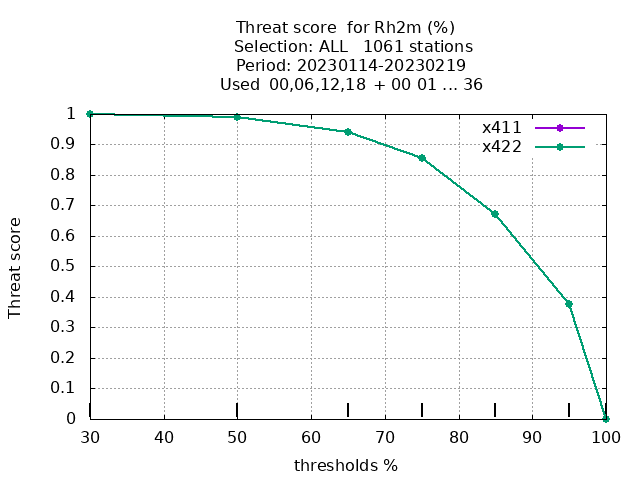 Threat score  for Rh2m (%)
Selection: ALL   1061 stations
Period: 20230114-20230219
Used  00,06,12,18  + 00 01 ... 36
x411
x422
1
0.9
0.8
0.7
0.6
0.5
0.4
0.3
0.2
0.1
0
Threat score
30 40 50 60 70 80 90 100
thresholds %